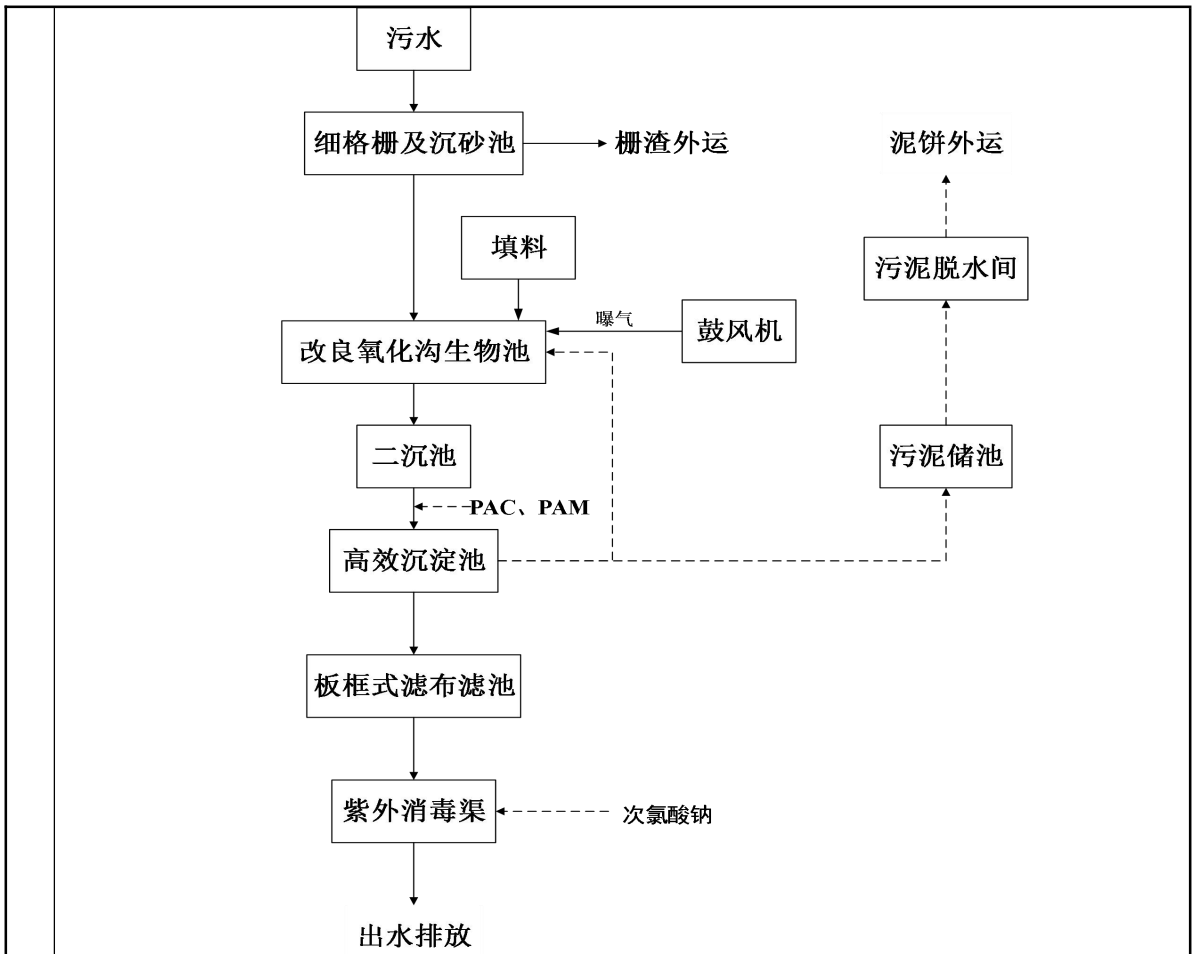 污水
细格栅及沉砂池
栅渣外运
泥饼外运
填料
污泥脱水间
曝气
鼓风机
改良氧化沟生物池
二沉池
污泥储池
PAC、PAM
高效沉淀池
板框式滤布滤池
紫外消毒渠
次氯酸钠
出水排放